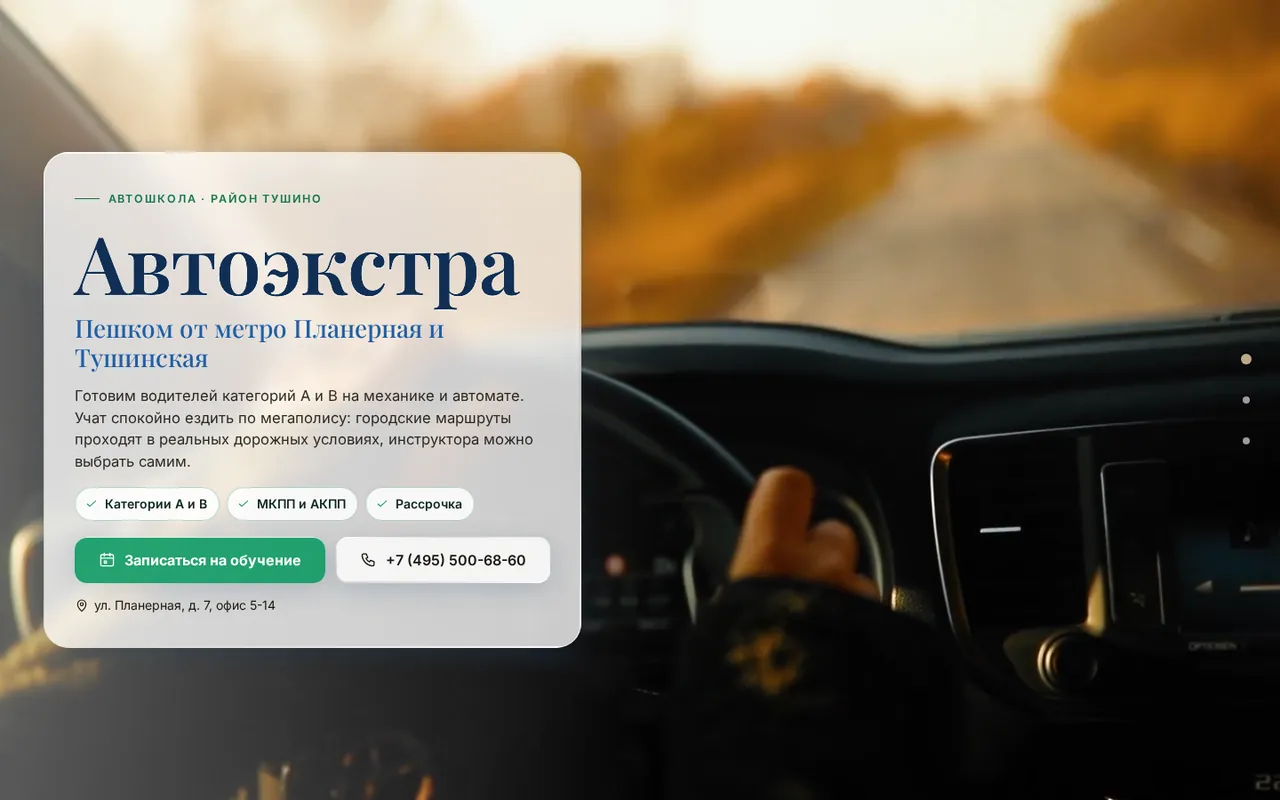 АВТОШКОЛА · РАЙОН ТУШИНО
Автоэкстра
Пешком от метро Планерная и
Тушинская
Готовим водителей категорий A и B на механике и автомате.
Учат спокойно ездить по мегаполису: городские маршруты
проходят в реальных дорожных условиях, инструктора можно
выбрать самим.
Категории A и B
МКПП и АКПП
Рассрочка
Записаться на обучение
+7 (495) 500-68-60
ул. Планерная, д. 7, офис 5-14